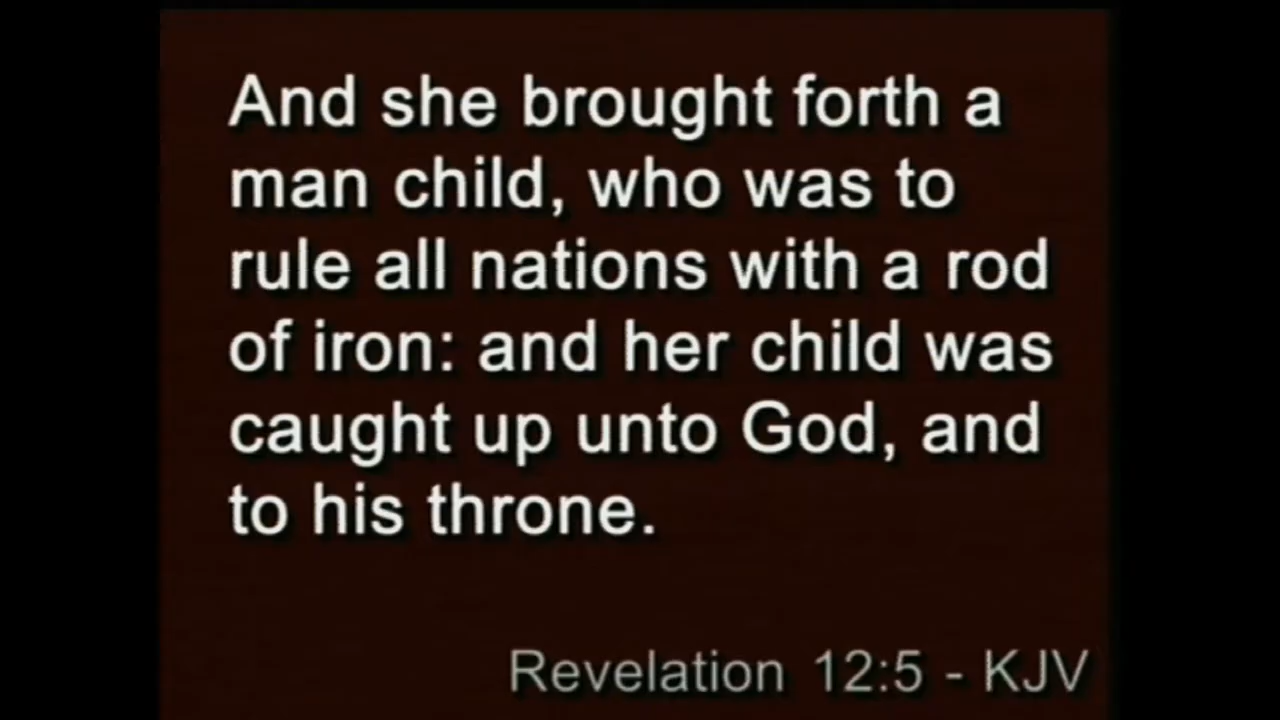 And she brought forth a
man child, who was to
rule all nations with a rod
of iron: and her child was
caught up unto God, and
to his throne.
Revelation 12:5 - KJV